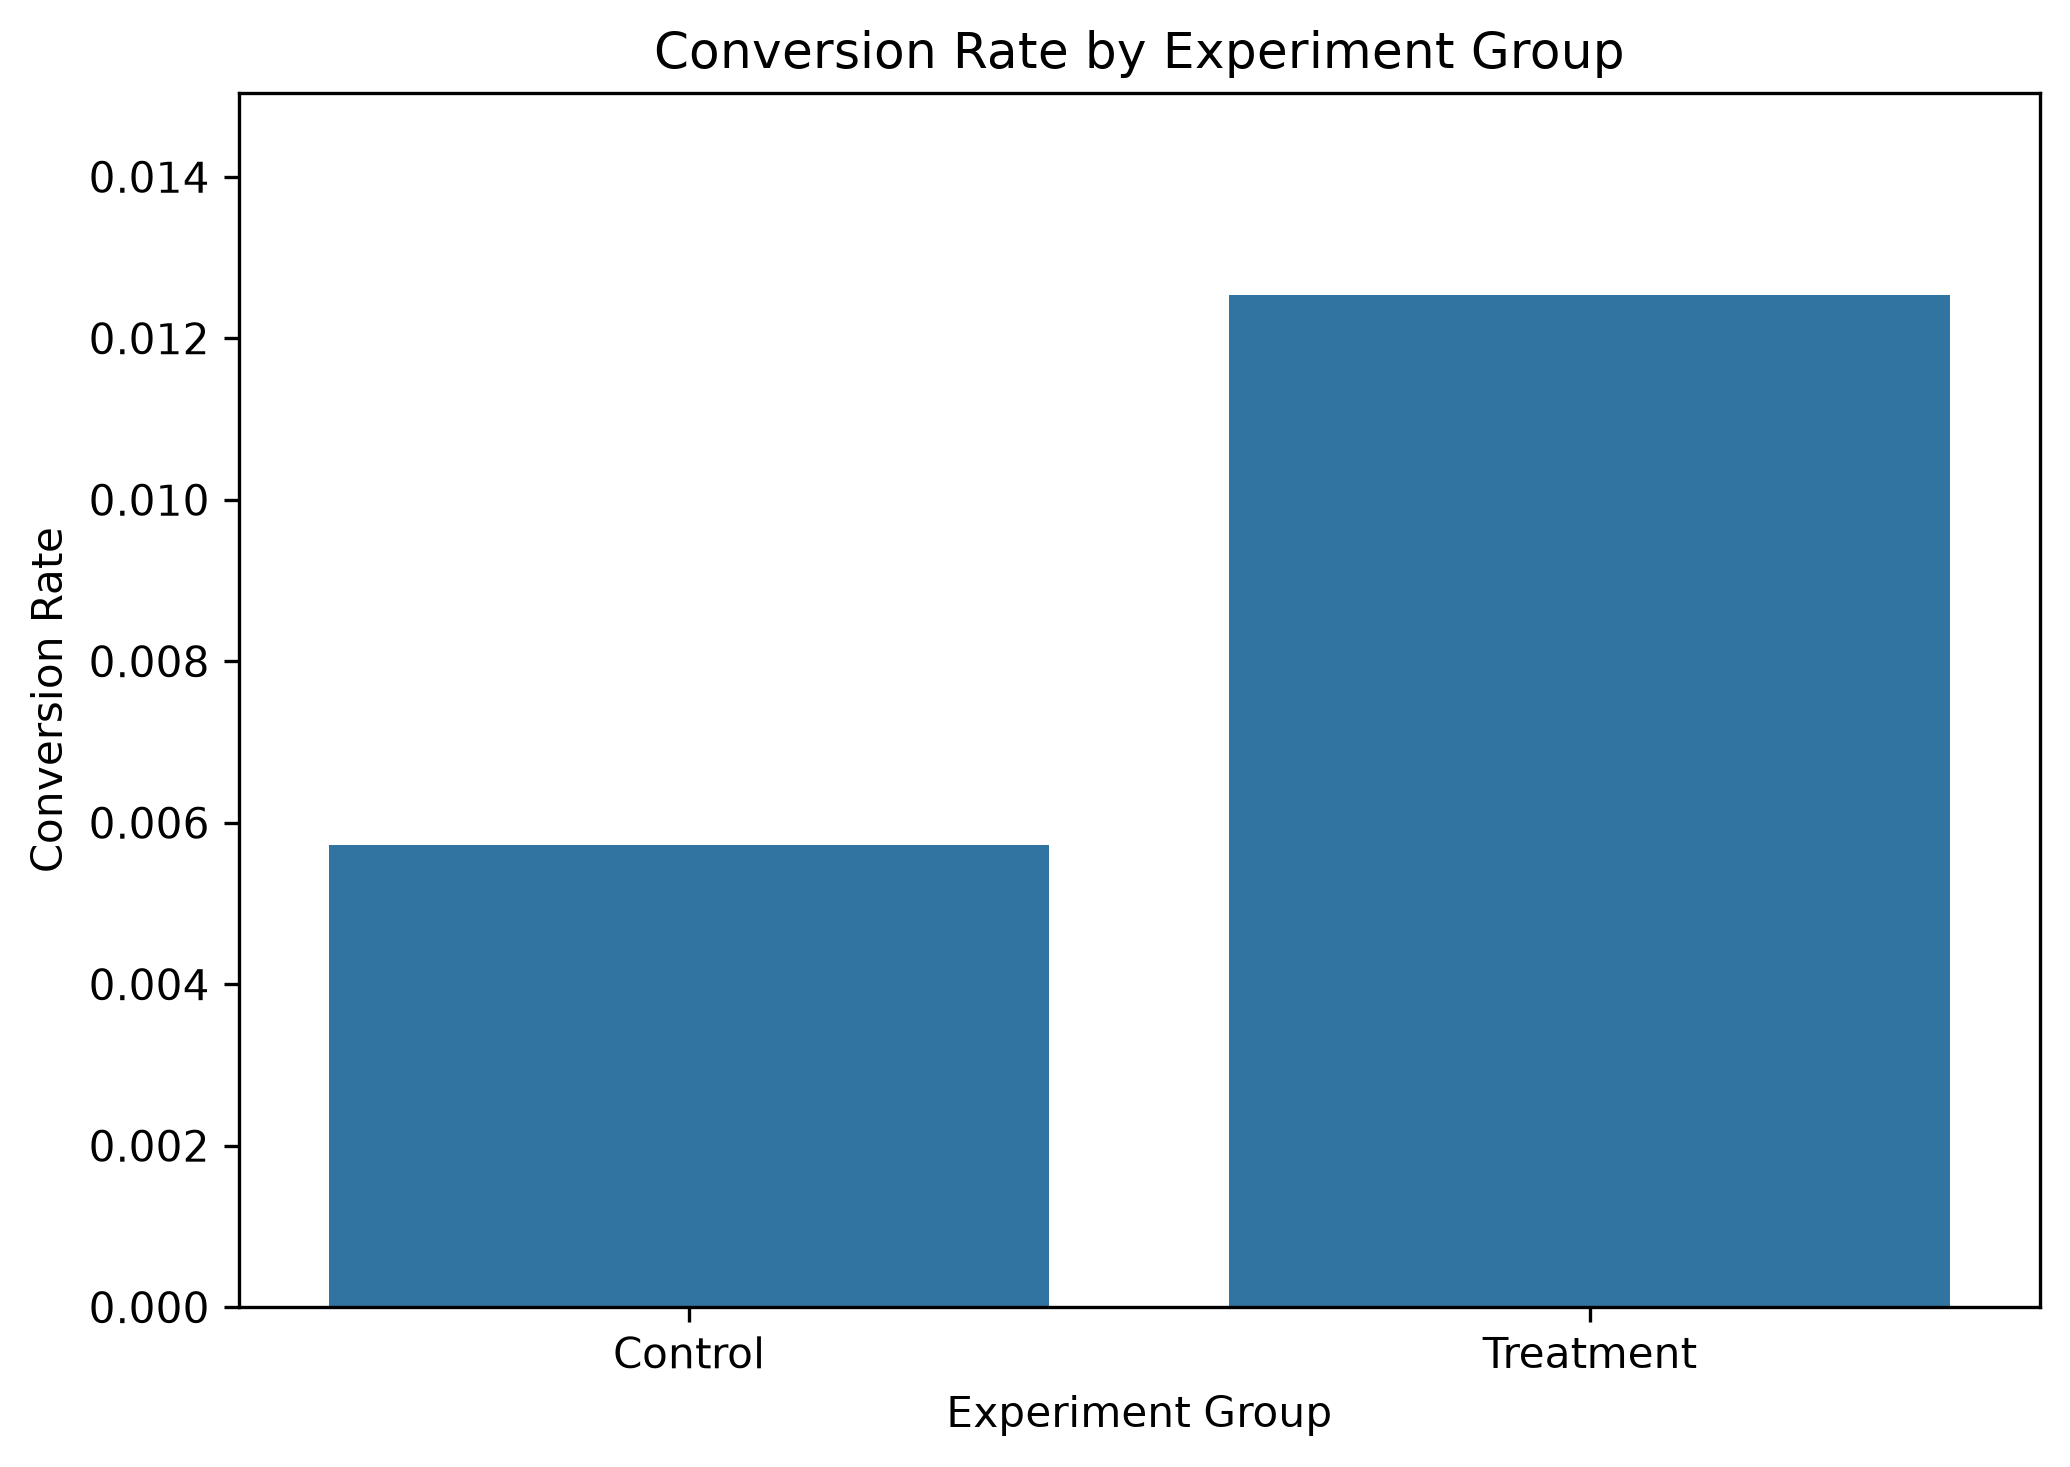 Conversion Rate by Experiment Group
0.014
0.012
0.010
0.008
0.006
0.004
0.002
0.000
Conversion Rate
Control
Treatment
Experiment Group